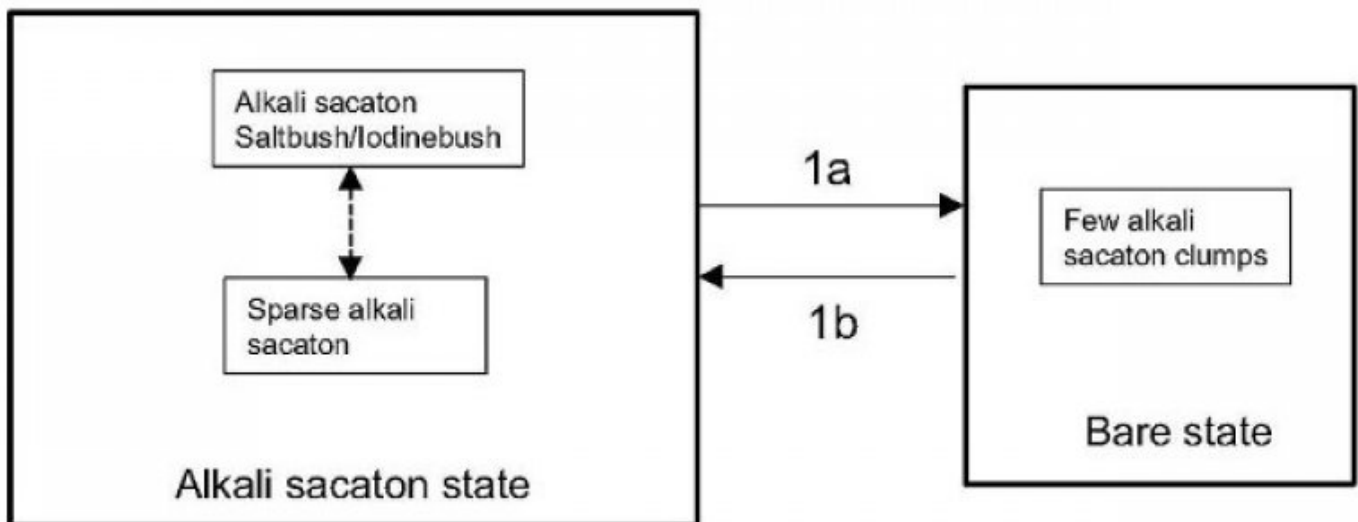 Alkali sacaton
Saltbush/Iodinebush
Sparse alkali
sacaton
Alkali sacaton state
1a
1b
Few alkali
sacaton clumps
Bare state